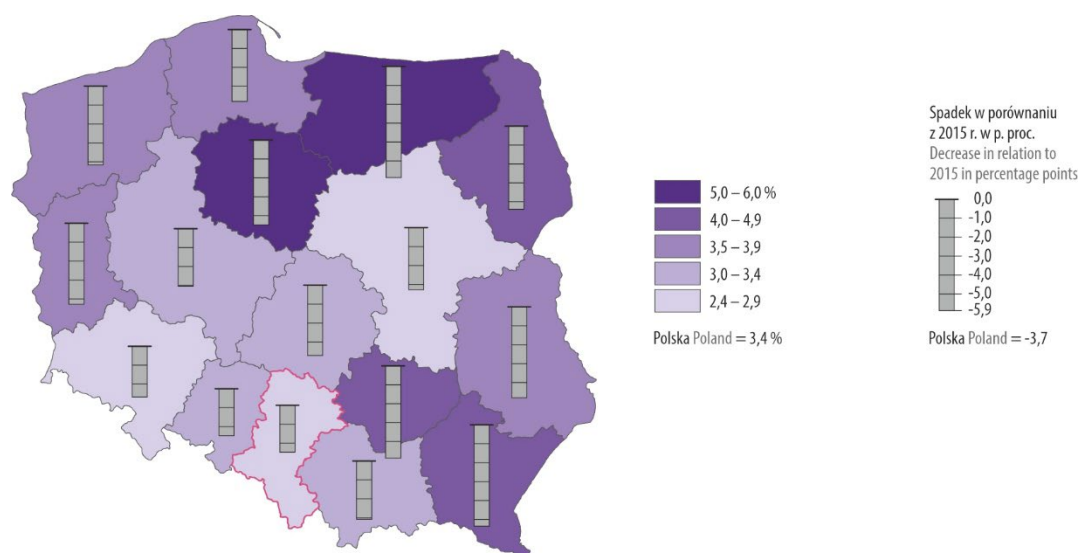 5,0 – 6,0 %
4,0 – 4,9
3,5 – 3,9
3,0 – 3,4
2,4 – 2,9
Polska Poland = 3,4 %
Spadek w porównaniu
z 2015 r. w p. proc.
Decrease in relation to
2015 in percentage points
0,0
-1,0
-2,0
-3,0
-4,0
-5,0
-5,9
Polska Poland = -3,7